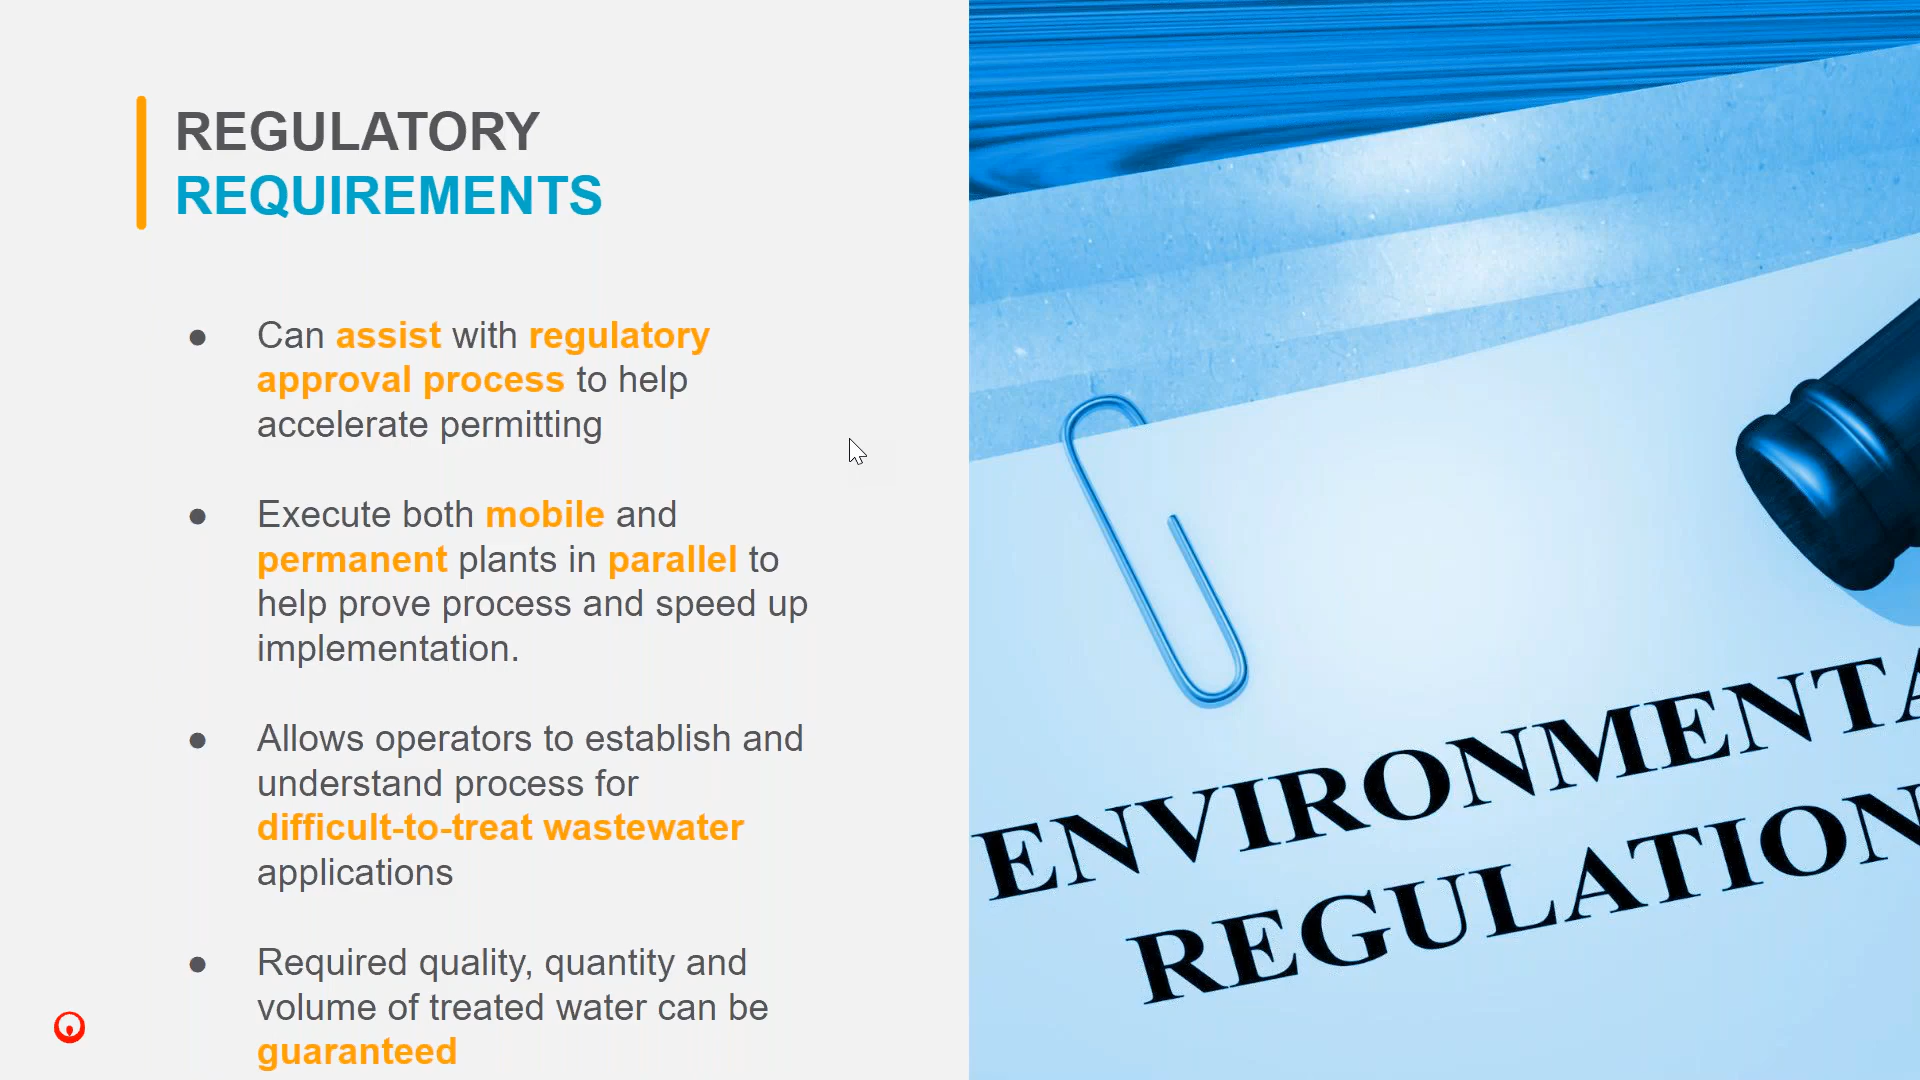 REGULATORY
REQUIREMENTS
● Can assist with regulatory
approval process to help
accelerate permitting
● Execute both mobile and
permanent plants in parallel to
help prove process and speed up
implementation.
● Allows operators to establish and
understand process for
difficult-to-treat wastewater
applications
● Required quality, quantity and
volume of treated water can be
guaranteed
ENVIRONMENTA
REGULATION